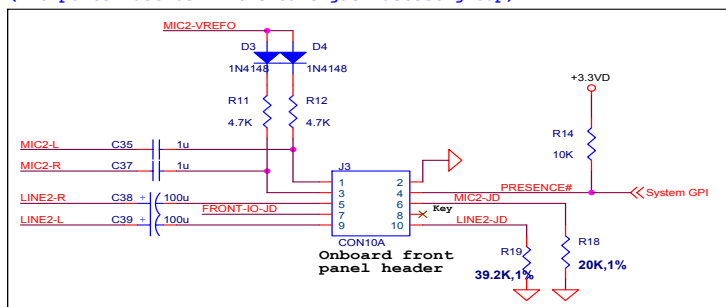 MIC2-VREFO
D3 D4
1N4148 1N4148
+3.3VD
R11 R12
4.7K 4.7K
R14
10K
MIC2-L C35 1u
MIC2-R C37 1u
J3
1 2
3 4 PRESENCE# System GPI
LINE2-R C38 + 100u 5 6 MIC2-JD
FRONT-IO-JD 7 8 Key
LINE2-L C39 + 100u 9 10 LINE2-JD
CON10A
Onboard front
panel header
R19 R18
39.2K,1% 20K,1%